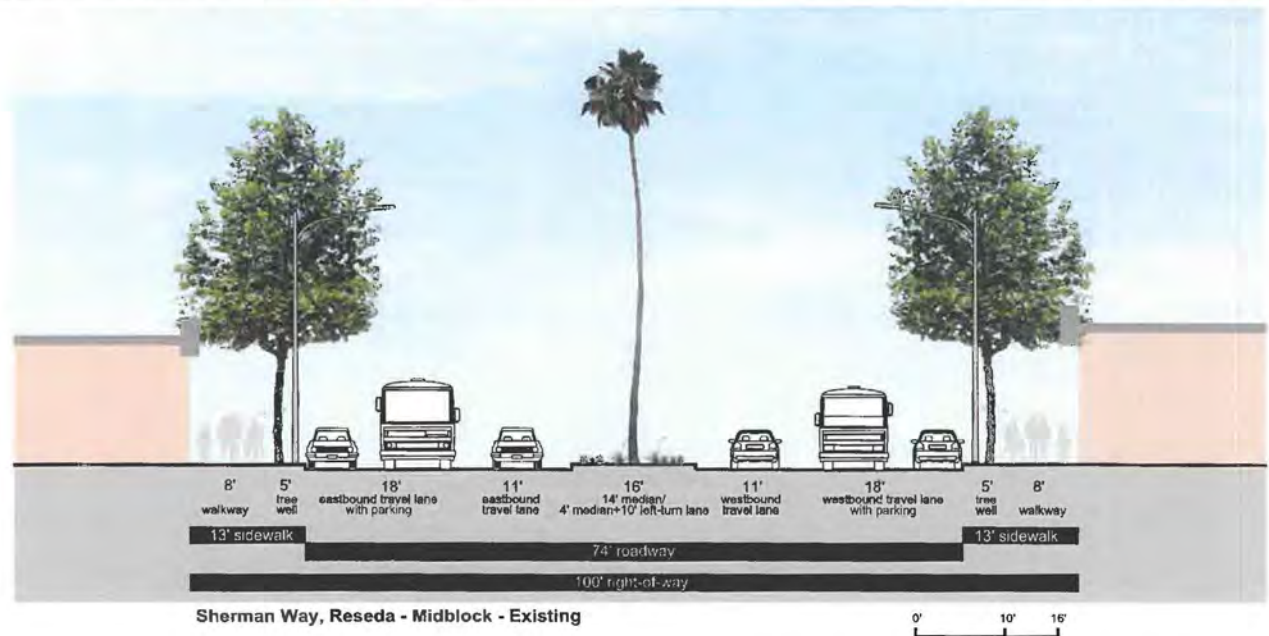 8' 5' 18' 11' 16' 11' 18' 5' 8'
walkway tree well eastbound travel lane with parking eastbound travel lane 14' median/ 4' median+10' left-turn lane westbound travel lane westbound travel lane with parking tree well walkway
13' sidewalk 13' sidewalk
74' roadway
100' right-of-way
Sherman Way, Reseda - Midblock - Existing
0' 10' 16'